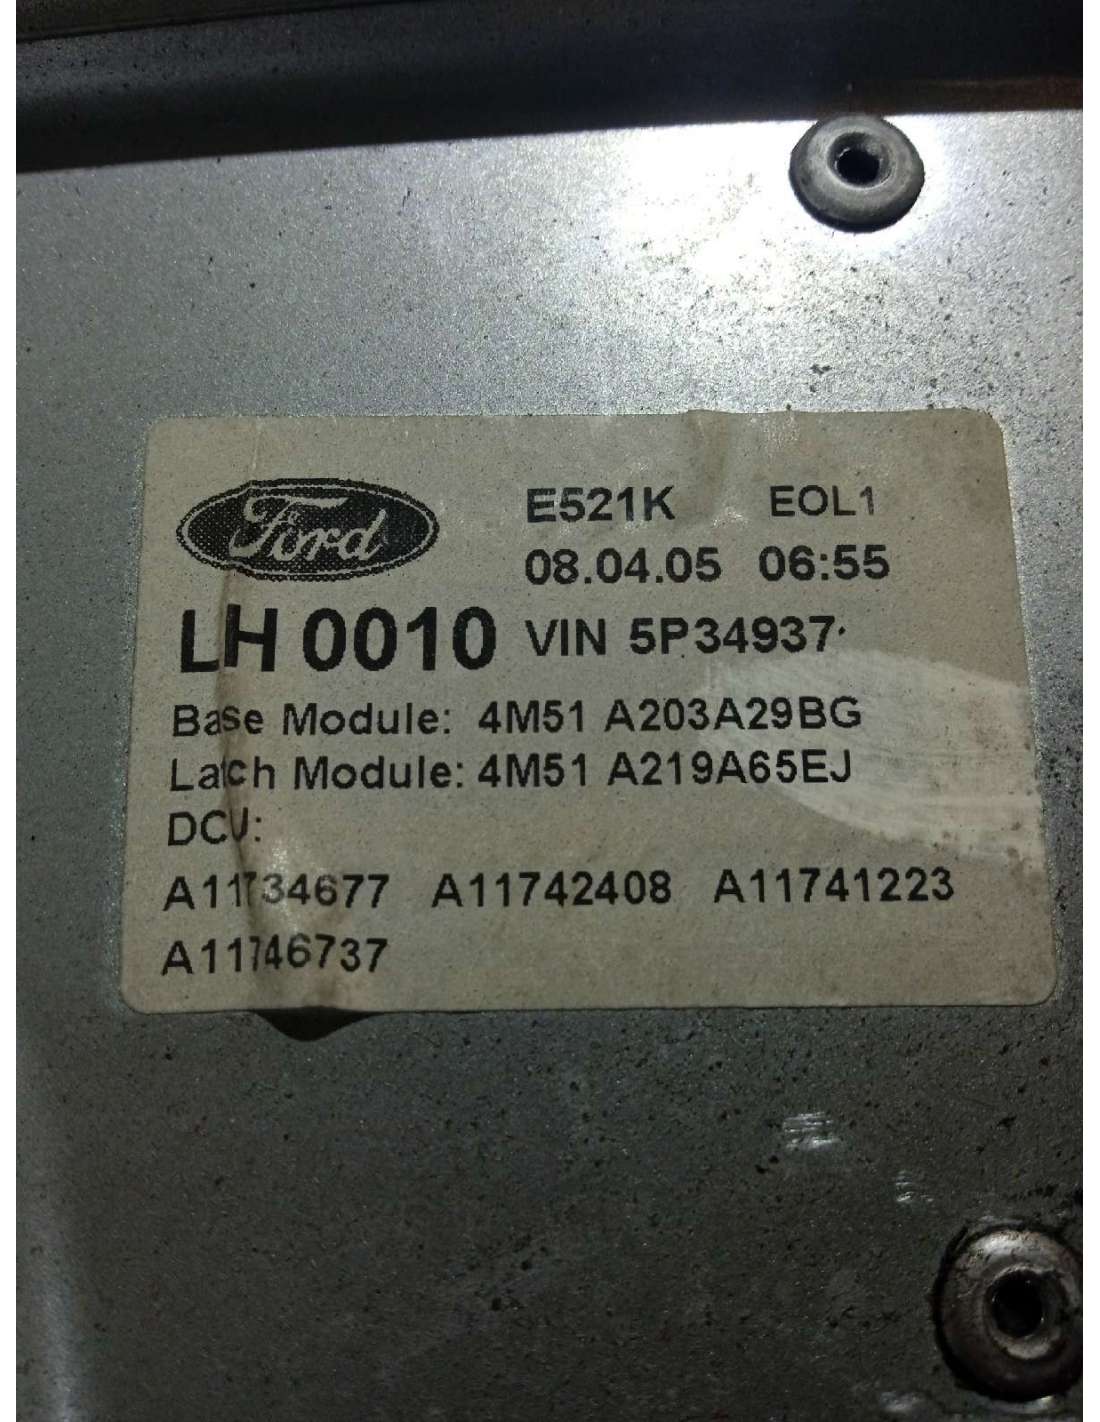 Ford
E521K EOL1
08.04.05 06:55
LH 0010 VIN 5P34937
Base Module: 4M51 A203A29BG
Latch Module: 4M51 A219A65EJ
DCU:
A11734677 A11742408 A11741223
A11746737